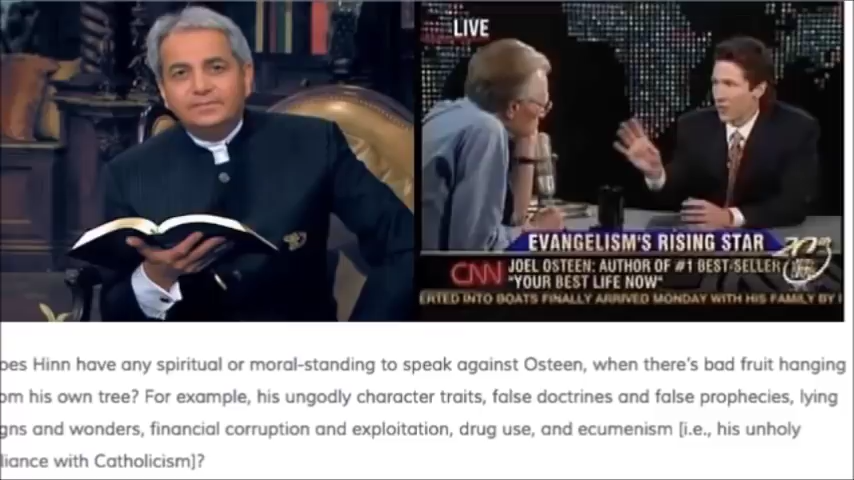 LIVE
EVANGELISM'S RISING STAR
CNN
JOEL OSTEEN: AUTHOR OF #1 BEST-SELLER
"YOUR BEST LIFE NOW"
ERTED INTO BOATS FINALLY ARRIVED MONDAY WITH HIS FAMILY BY
oes Hinn have any spiritual or moral-standing to speak against Osteen, when there's bad fruit hanging
om his own tree? For example, his ungodly character traits, false doctrines and false prophecies, lying
gns and wonders, financial corruption and exploitation, drug use, and ecumenism [i.e., his unholy
liance with Catholicism]?